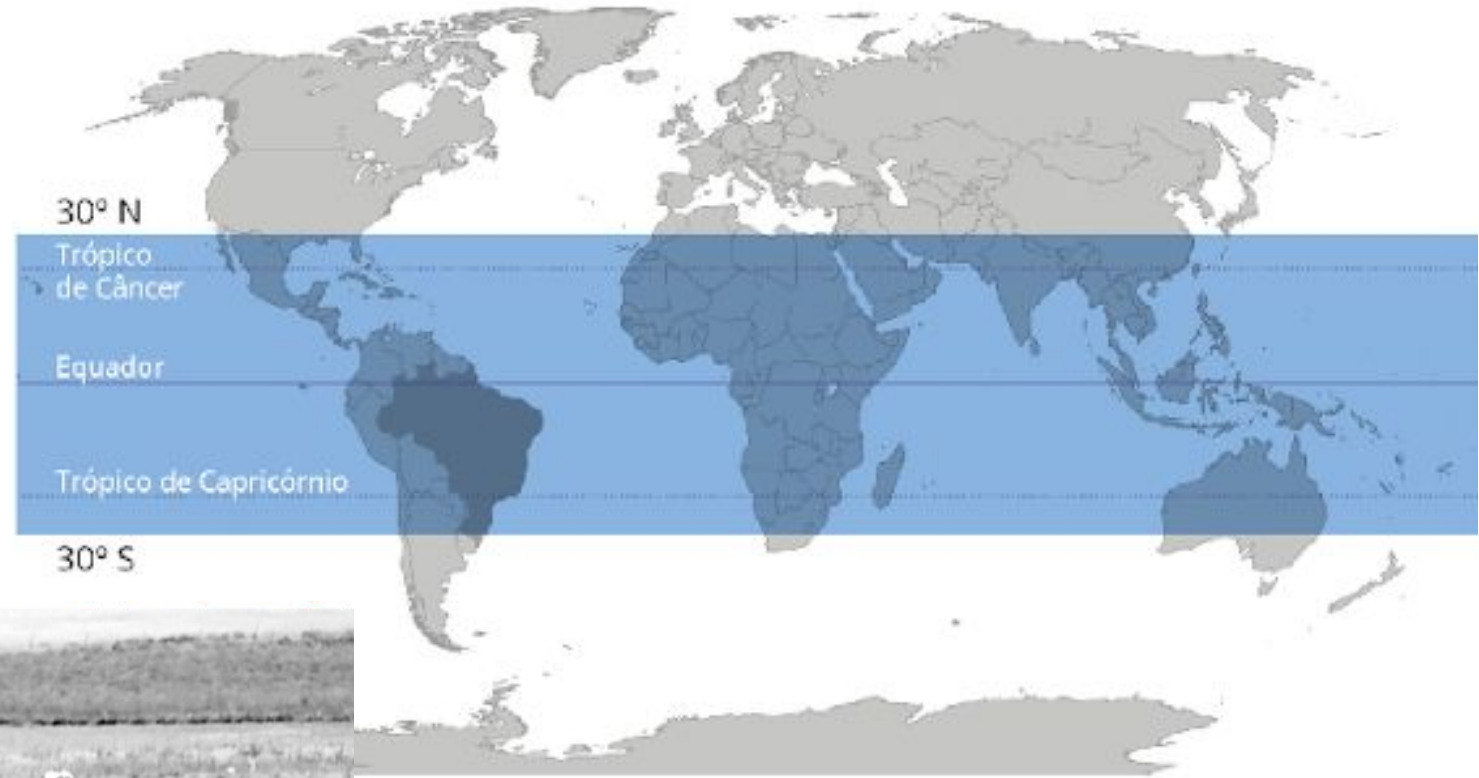 30º N
Trópico
de Câncer
Equador
Trópico de Capricórnio
30º S